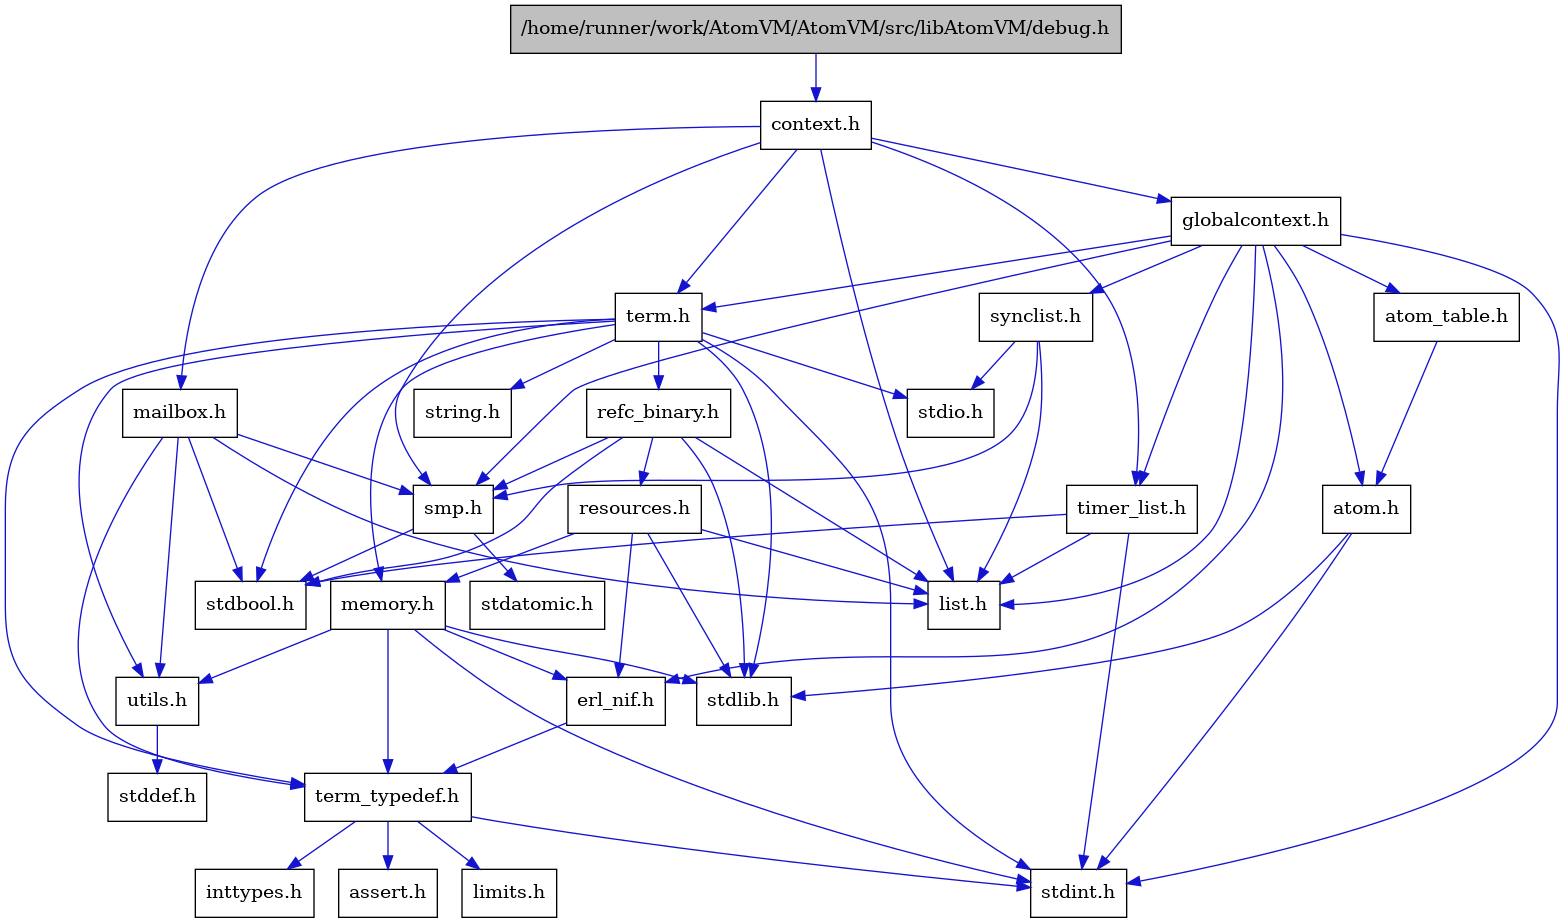 /home/runner/work/AtomVM/AtomVM/src/libAtomVM/debug.h
context.h
globalcontext.h
term.h
synclist.h
atom_table.h
mailbox.h
string.h
refc_binary.h
stdio.h
smp.h
resources.h
timer_list.h
atom.h
stdbool.h
memory.h
stdatomic.h
list.h
utils.h
erl_nif.h
stdlib.h
stddef.h
term_typedef.h
inttypes.h
assert.h
limits.h
stdint.h